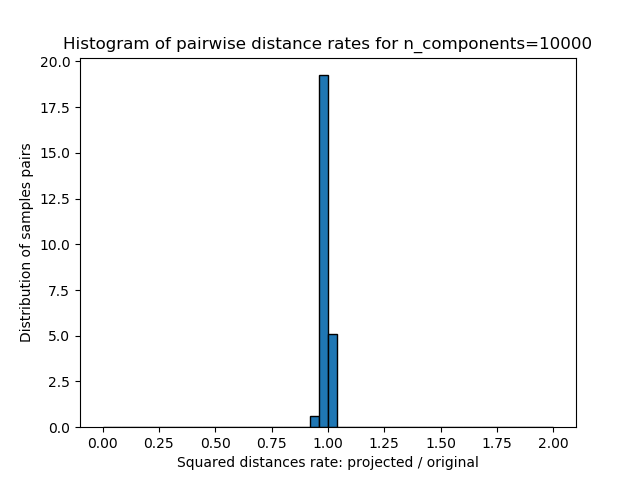 Histogram of pairwise distance rates for n_components=10000
20.0
17.5
15.0
12.5
10.0
7.5
5.0
2.5
0.0
Distribution of samples pairs
0.00 0.25 0.50 0.75 1.00 1.25 1.50 1.75 2.00
Squared distances rate: projected / original